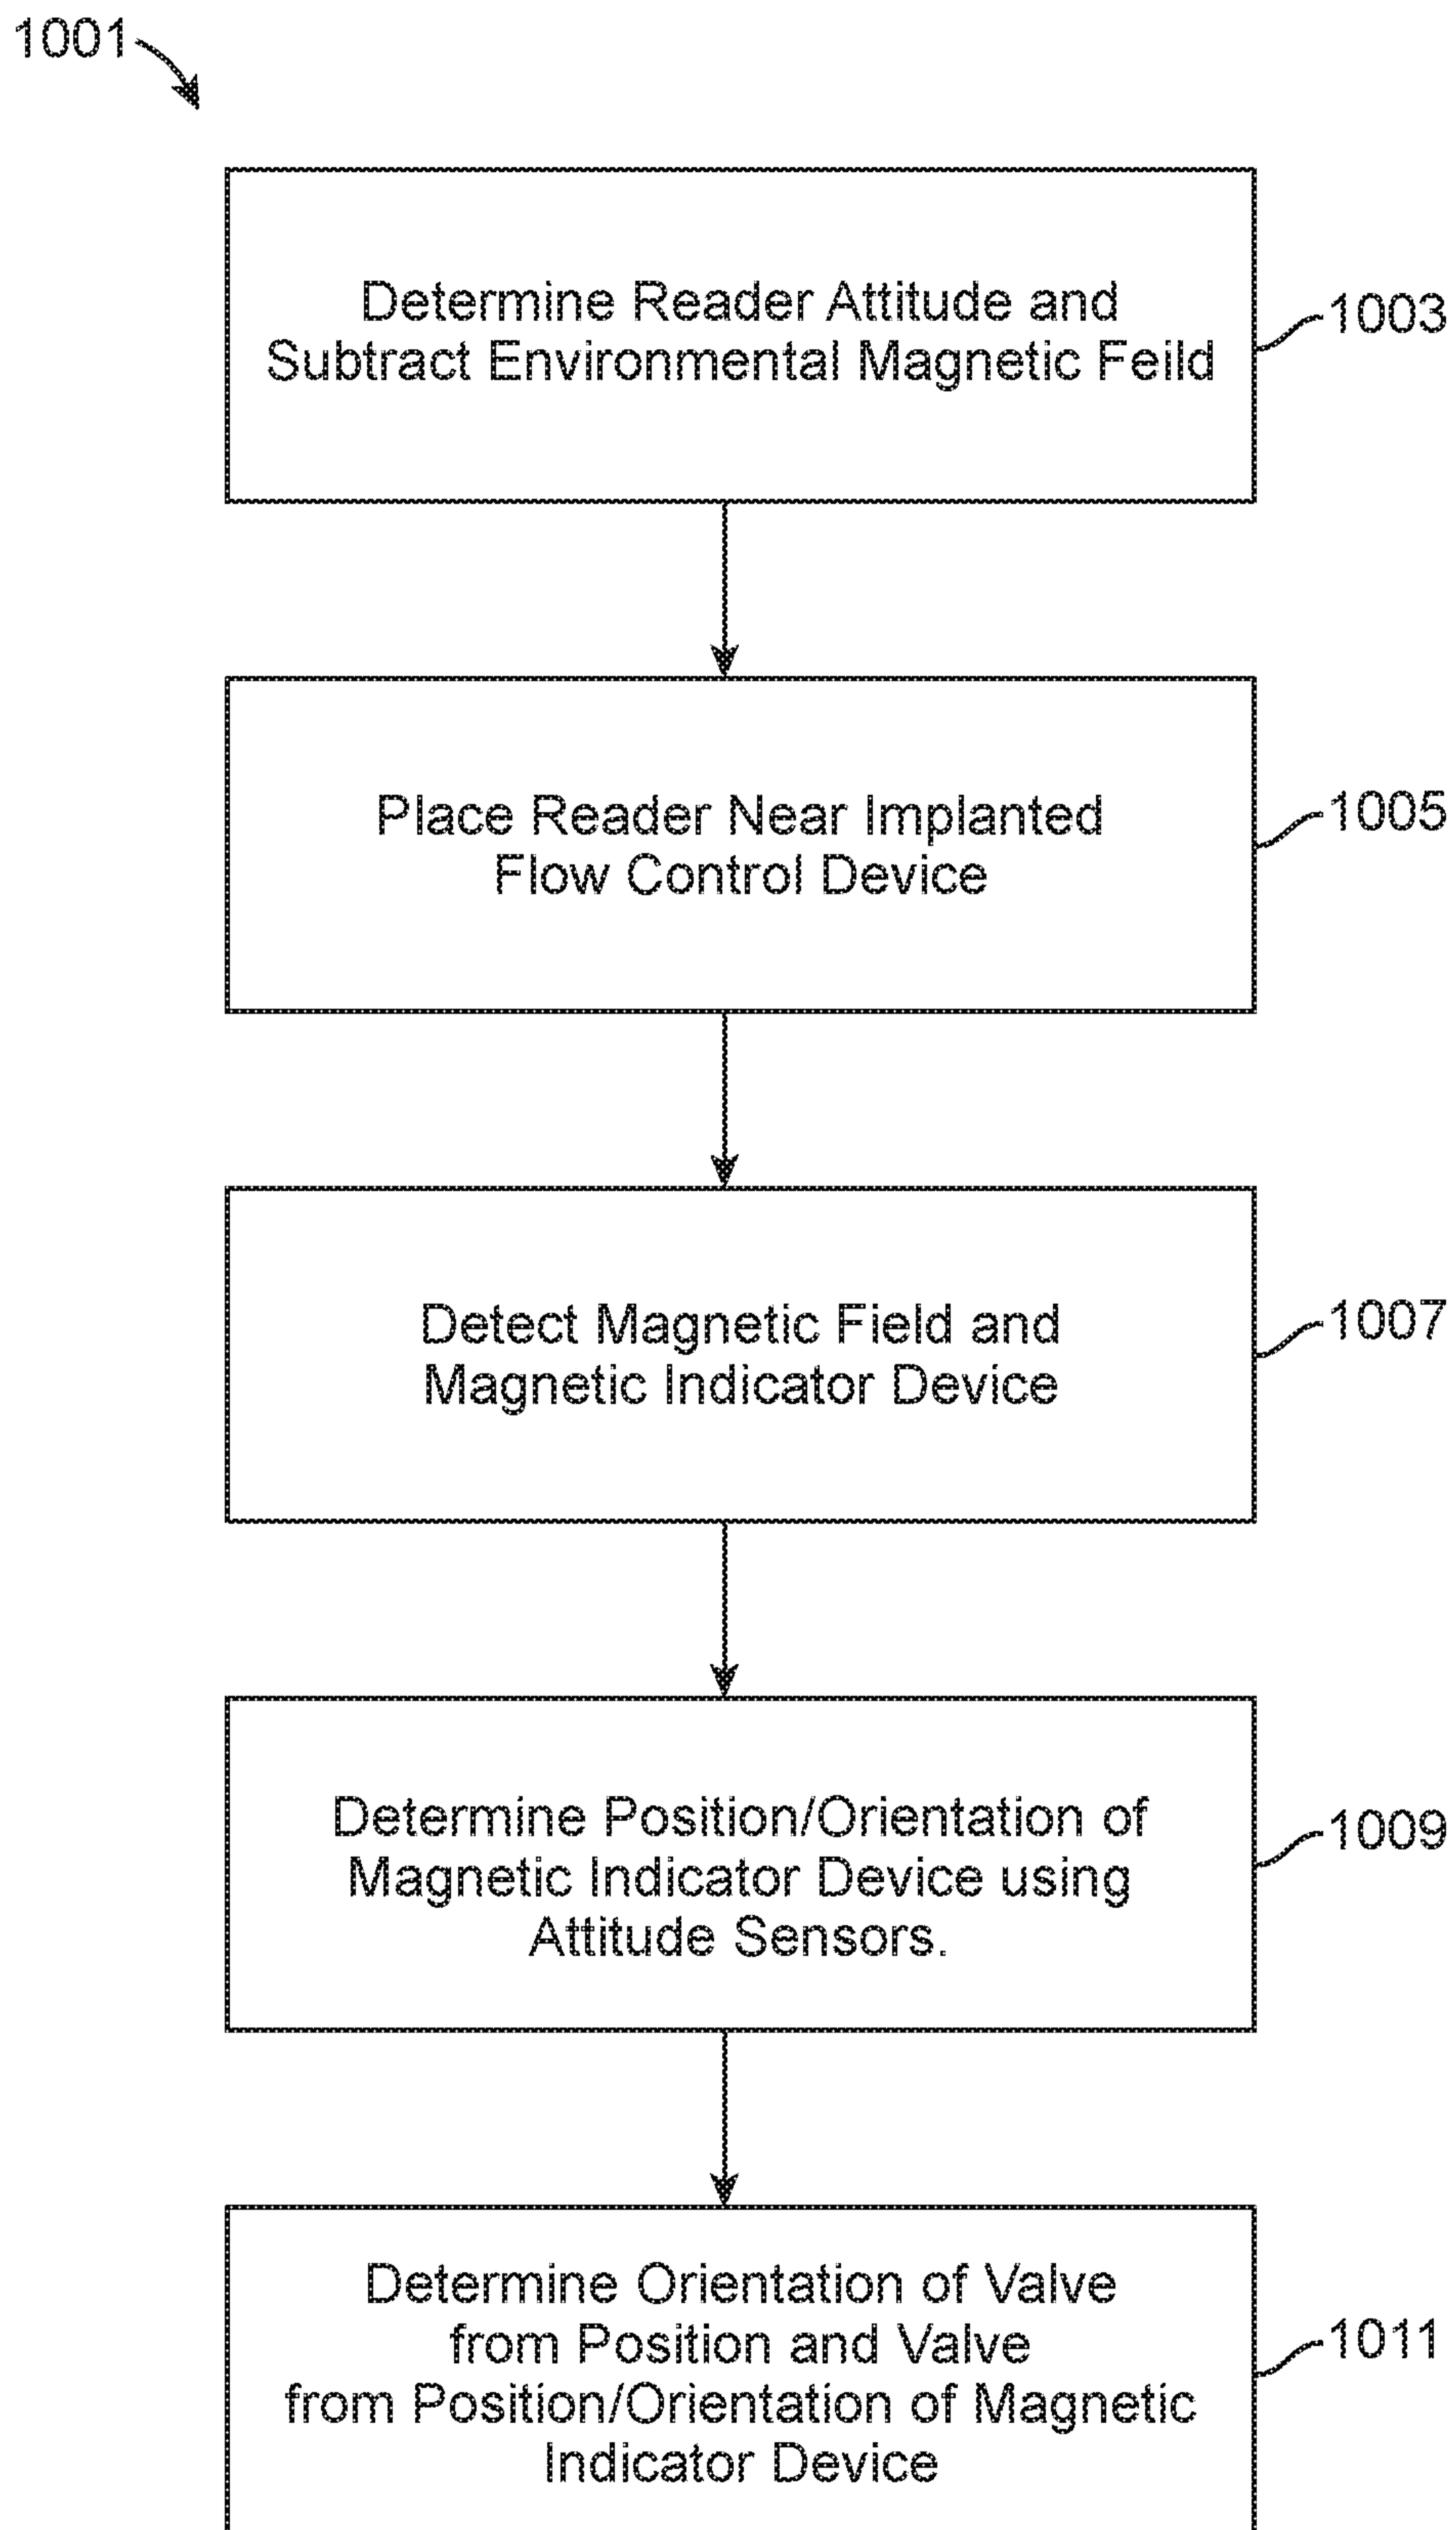 1001
Determine Reader Attitude and
Subtract Environmental Magnetic Feild
1003
Place Reader Near Implanted
Flow Control Device
1005
Detect Magnetic Field and
Magnetic Indicator Device
1007
Determine Position/Orientation of
Magnetic Indicator Device using
Attitude Sensors.
1009
Determine Orientation of Valve
from Position and Valve
from Position/Orientation of Magnetic
Indicator Device
1011